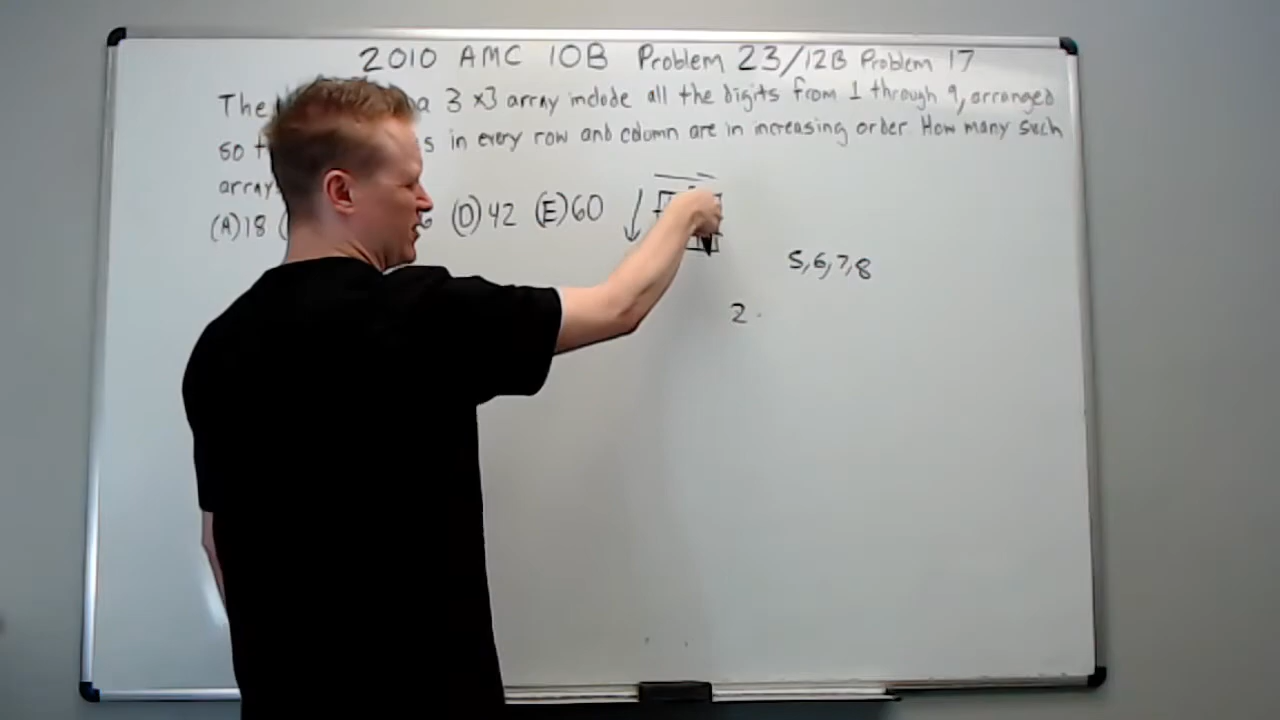 2010 AMC 10B Problem 23/12B Problem 17
The a 3×3 array include all the digits from 1 through 9, arranged
so in every row and column are in increasing order. How many such
array
(A)18 (D)42 (E)60
5,6,7,8
2 ·